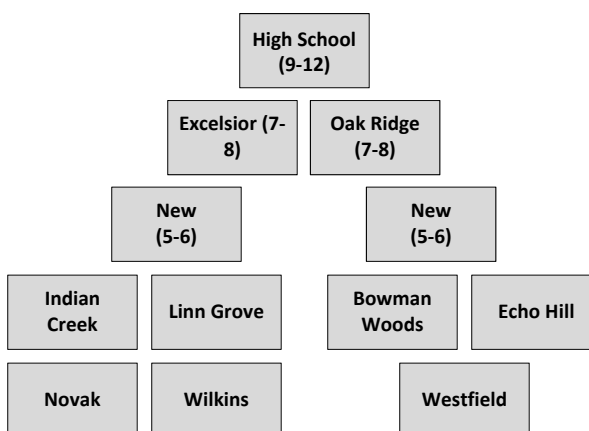 High School
(9-12)
Excelsior (7-
8)
Oak Ridge
(7-8)
New
(5-6)
New
(5-6)
Indian
Creek
Linn Grove
Bowman
Woods
Echo Hill
Novak
Wilkins
Westfield